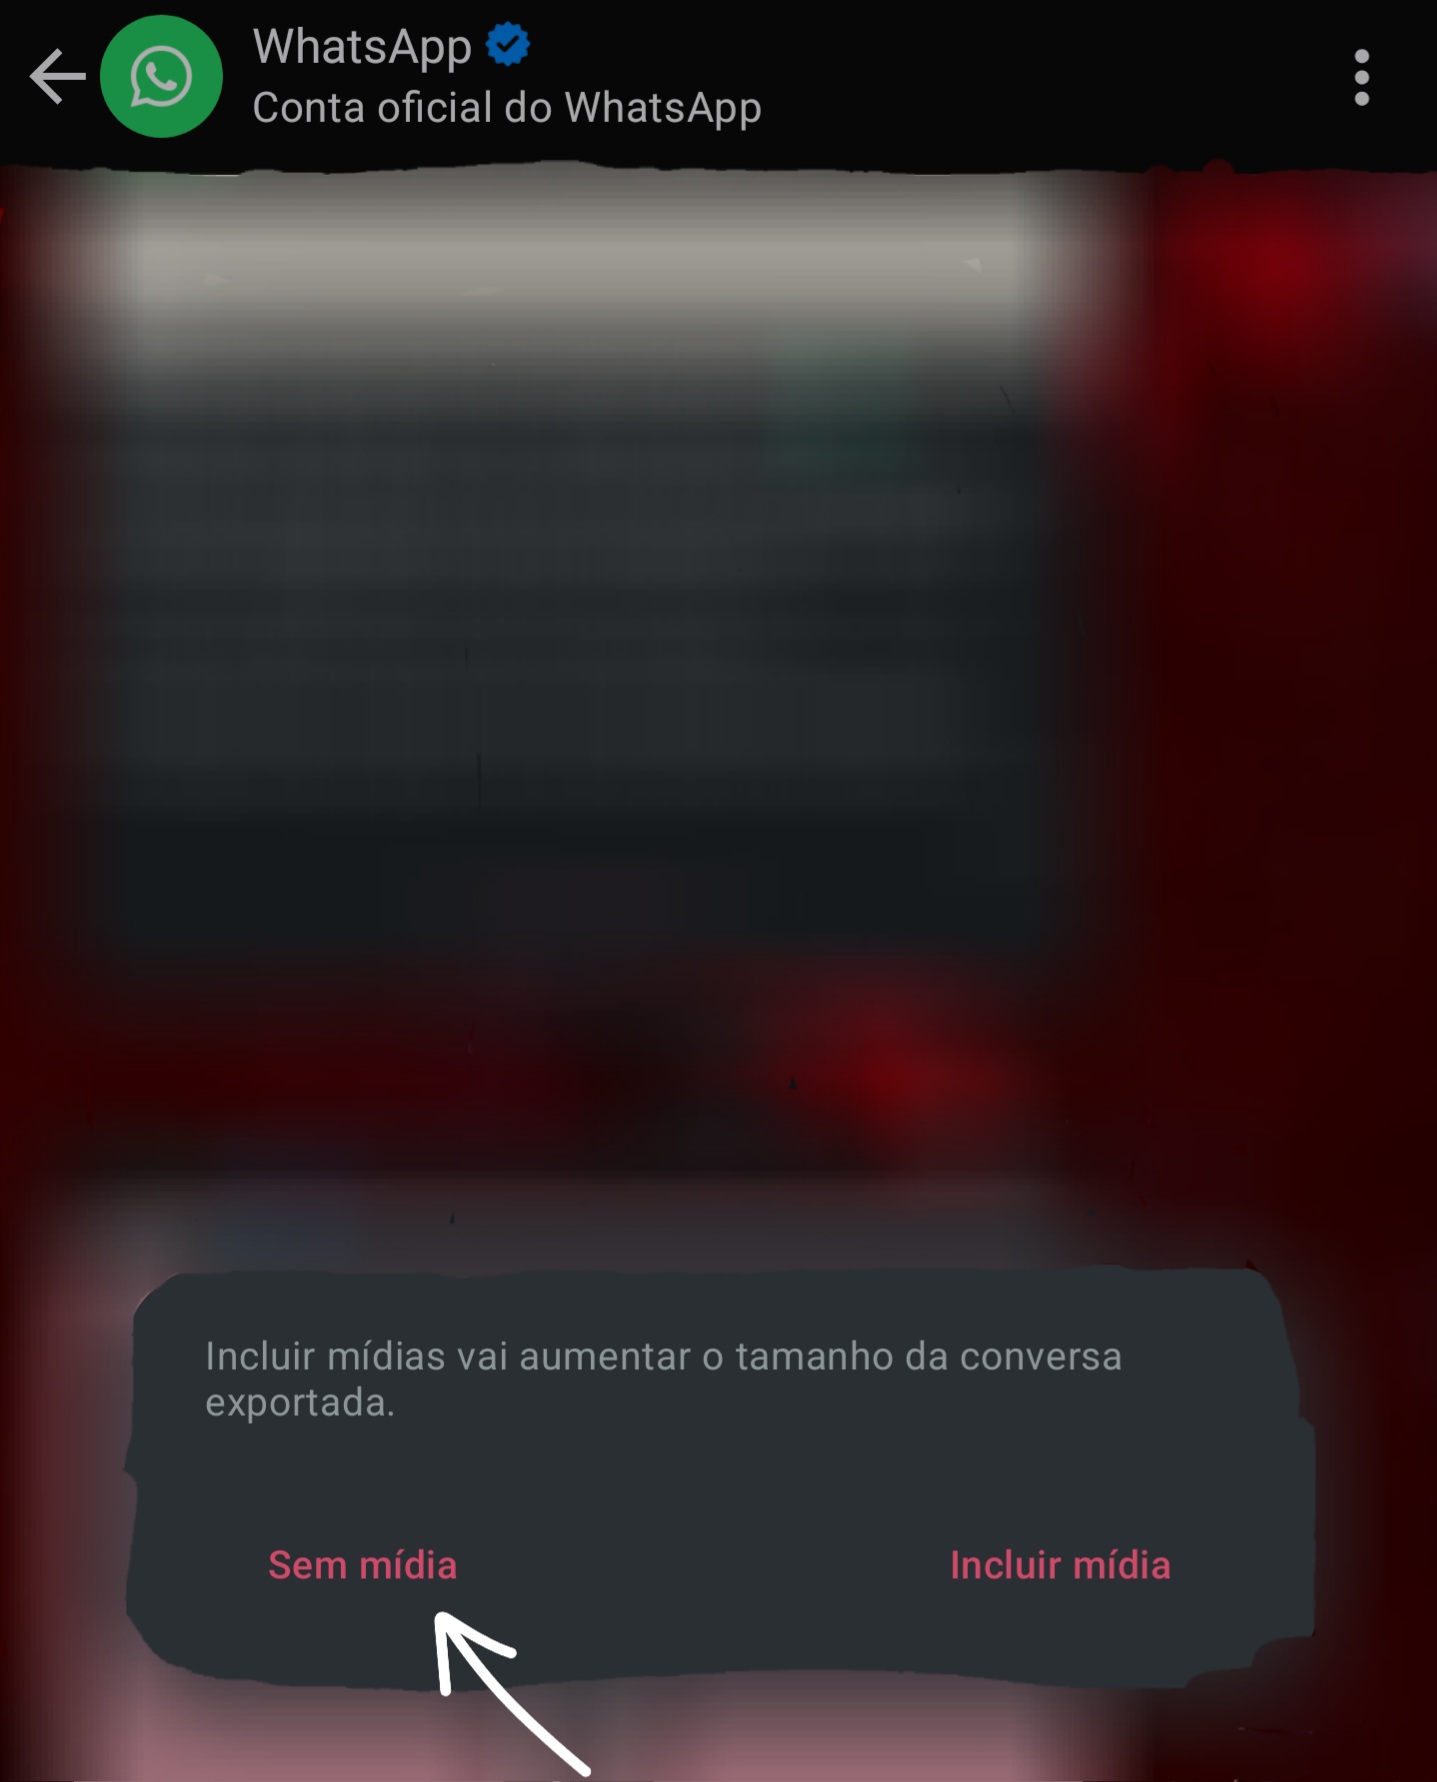 WhatsApp
Conta oficial do WhatsApp
Incluir mídias vai aumentar o tamanho da conversa
exportada.
Sem mídia
Incluir mídia